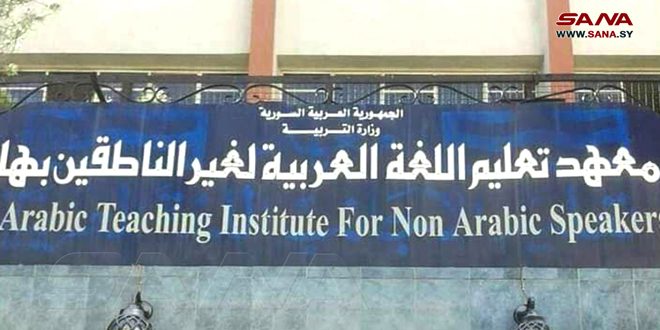 SANA
WWW.SANA.SY
الجمهورية العربية السورية
وزارة التربية
معهد تعليم اللغة العربية لغير الناطقين بها
Arabic Teaching Institute For Non Arabic Speakers
SANA